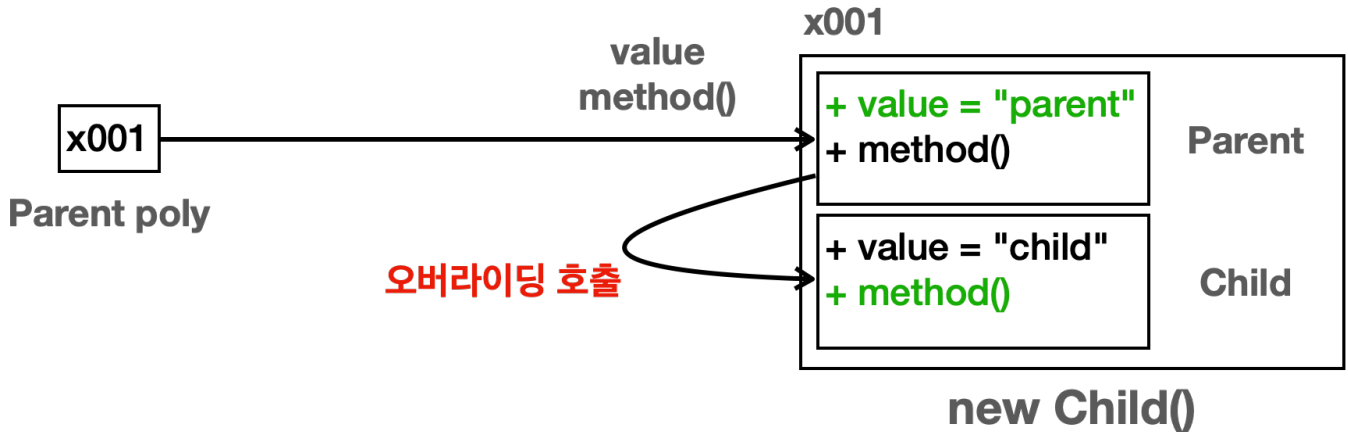 x001
value
method()
x001
Parent poly
+ value = "parent"
+ method()
Parent
오버라이딩 호출
+ value = "child"
+ method()
Child
new Child()